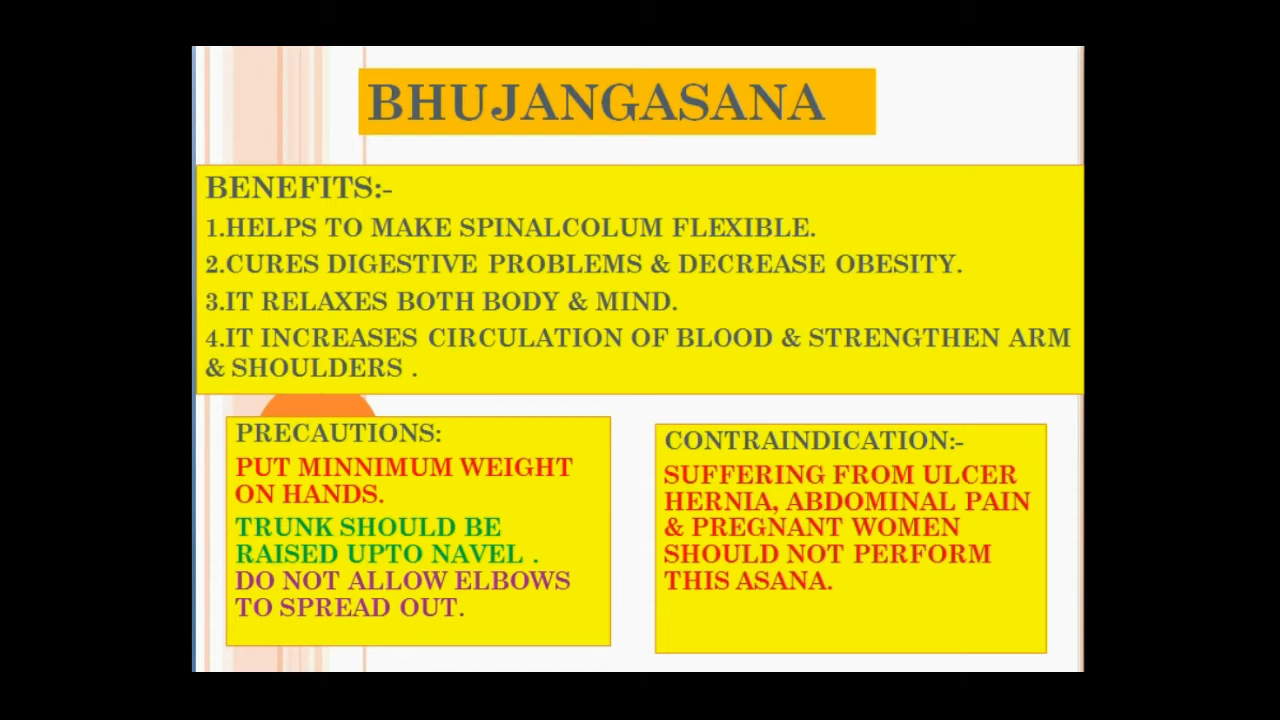 BHUJANGASANA
BENEFITS:-
1.HELPS TO MAKE SPINALCOLUM FLEXIBLE.
2.CURES DIGESTIVE PROBLEMS & DECREASE OBESITY.
3.IT RELAXES BOTH BODY & MIND.
4.IT INCREASES CIRCULATION OF BLOOD & STRENGTHEN ARM
& SHOULDERS .
PRECAUTIONS:
PUT MINNIMUM WEIGHT
ON HANDS.
TRUNK SHOULD BE
RAISED UPTO NAVEL .
DO NOT ALLOW ELBOWS
TO SPREAD OUT.
CONTRAINDICATION:-
SUFFERING FROM ULCER
HERNIA, ABDOMINAL PAIN
& PREGNANT WOMEN
SHOULD NOT PERFORM
THIS ASANA.